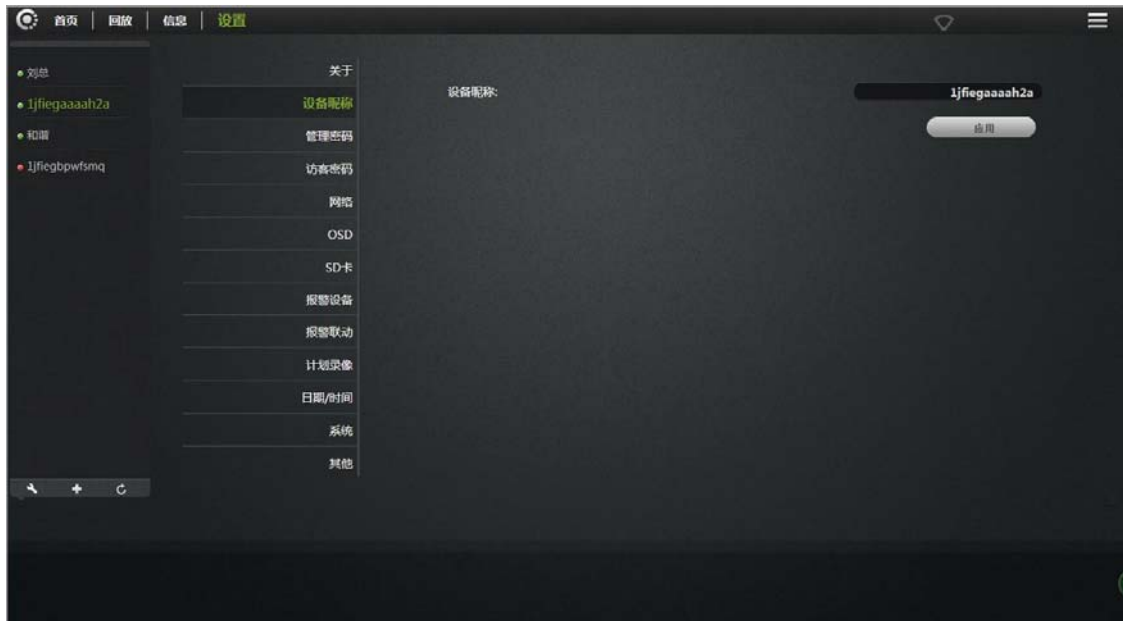 首页 回放 信息 设置
刘总
1jfiegaaaah2a
和谐
1jfiegbpwfsmq
关于
设备昵称
管理密码
访客密码
网络
OSD
SD卡
报警设备
报警联动
计划录像
日期/时间
系统
其他
设备昵称: 1jfiegaaaah2a
应用